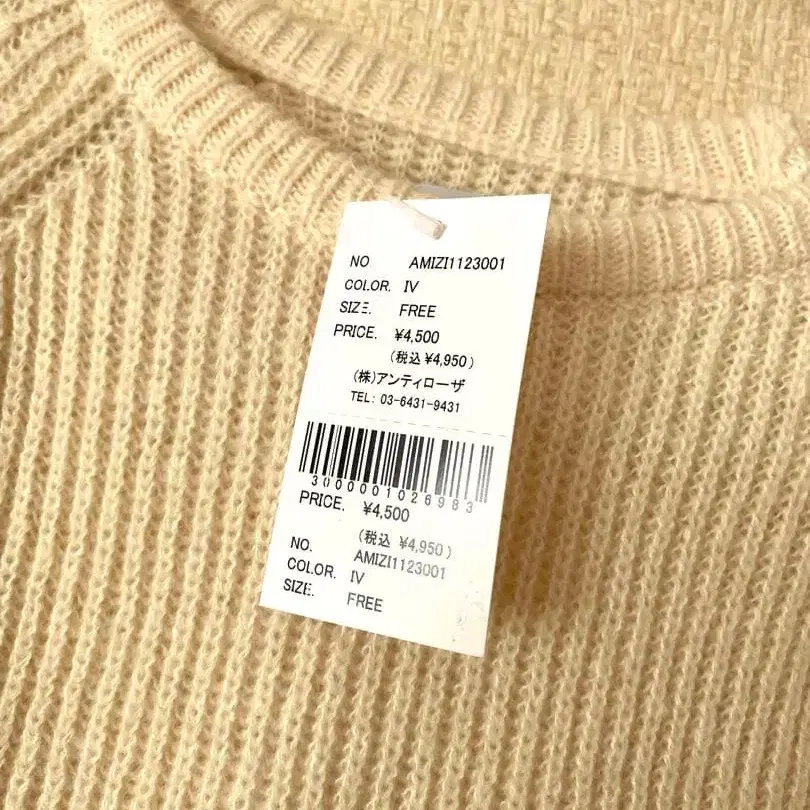 NO AMIZI1123001
COLOR. IV
SIZE. FREE
PRICE. ¥4,500
(税込 ¥4,950)
(株)アンティローザ
TEL: 03-6431-9431
3000001026983
PRICE. ¥4,500
(税込 ¥4,950)
NO. AMIZI1123001
COLOR. IV
SIZE. FREE